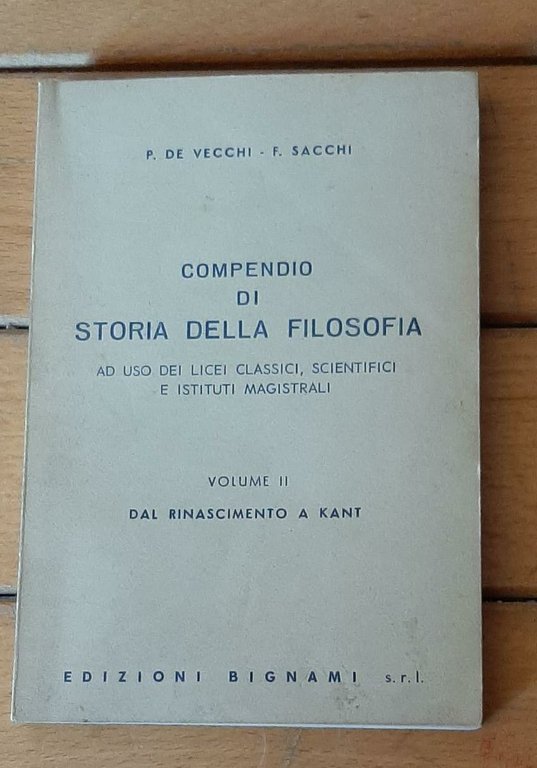 P. DE VECCHI - F. SACCHI
COMPENDIO
DI
STORIA DELLA FILOSOFIA
AD USO DEI LICEI CLASSICI, SCIENTIFICI
E ISTITUTI MAGISTRALI
VOLUME II
DAL RINASCIMENTO A KANT
EDIZIONI BIGNAMI s.r.l.